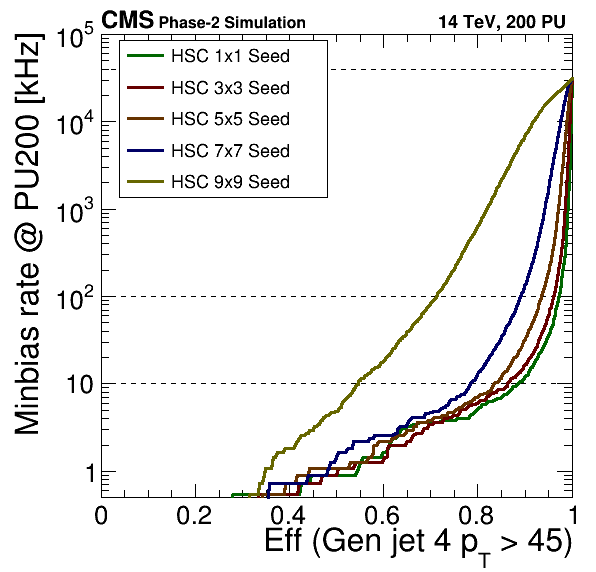 CMS Phase-2 Simulation 14 TeV, 200 PU
Minbias rate @ PU200 [kHz]
10^5
10^4
10^3
10^2
10
1
HSC 1x1 Seed
HSC 3x3 Seed
HSC 5x5 Seed
HSC 7x7 Seed
HSC 9x9 Seed
0 0.2 0.4 0.6 0.8 1
Eff (Gen jet 4 p_T > 45)